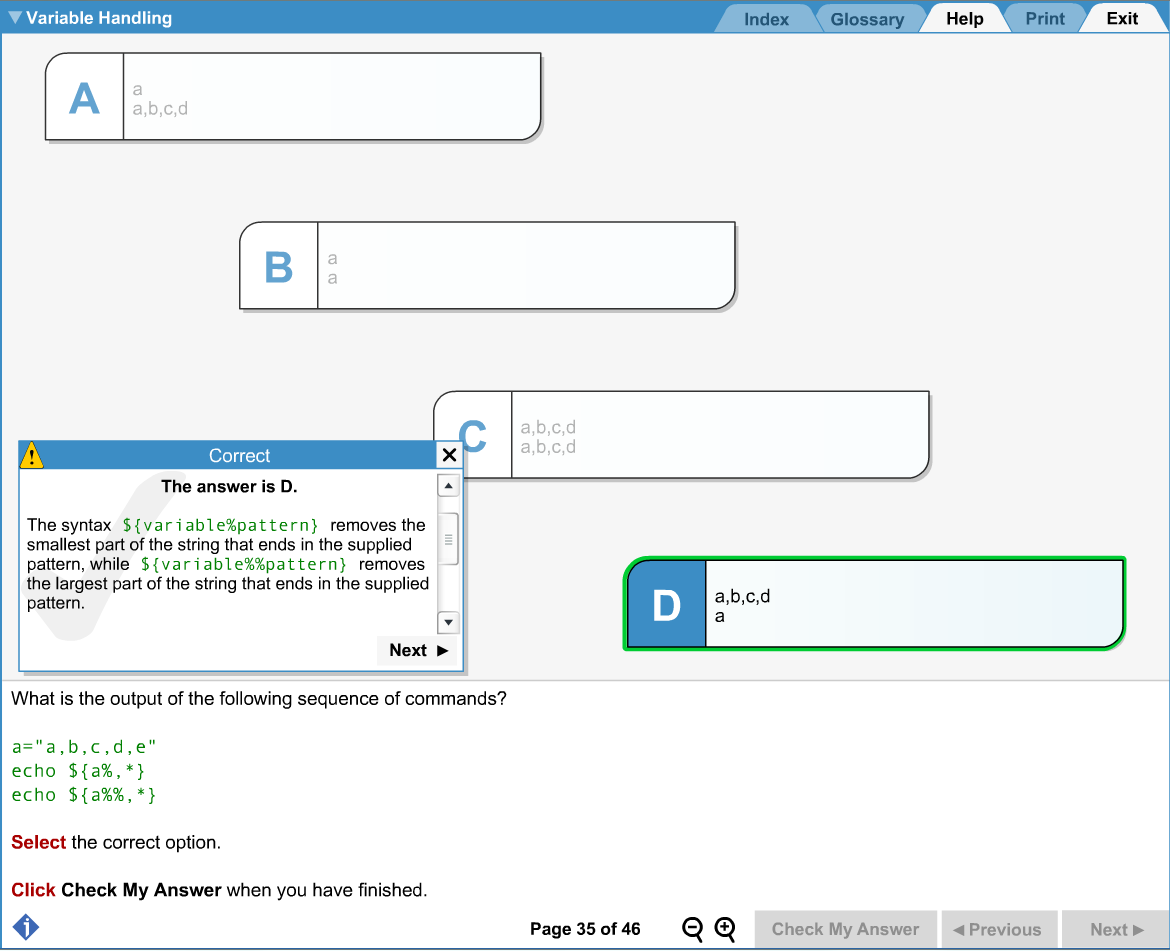 Variable Handling
Index
Glossary
Help
Print
Exit
A
a
a,b,c,d
B
a
a
C
a,b,c,d
a,b,c,d
Correct
The answer is D.
The syntax ${variable%pattern} removes the
smallest part of the string that ends in the supplied
pattern, while ${variable%%pattern} removes
the largest part of the string that ends in the supplied
pattern.
Next
D
a,b,c,d
a
What is the output of the following sequence of commands?
a="a,b,c,d,e"
echo ${a%,*}
echo ${a%%,*}
Select the correct option.
Click Check My Answer when you have finished.
Page 35 of 46
Check My Answer
Previous
Next